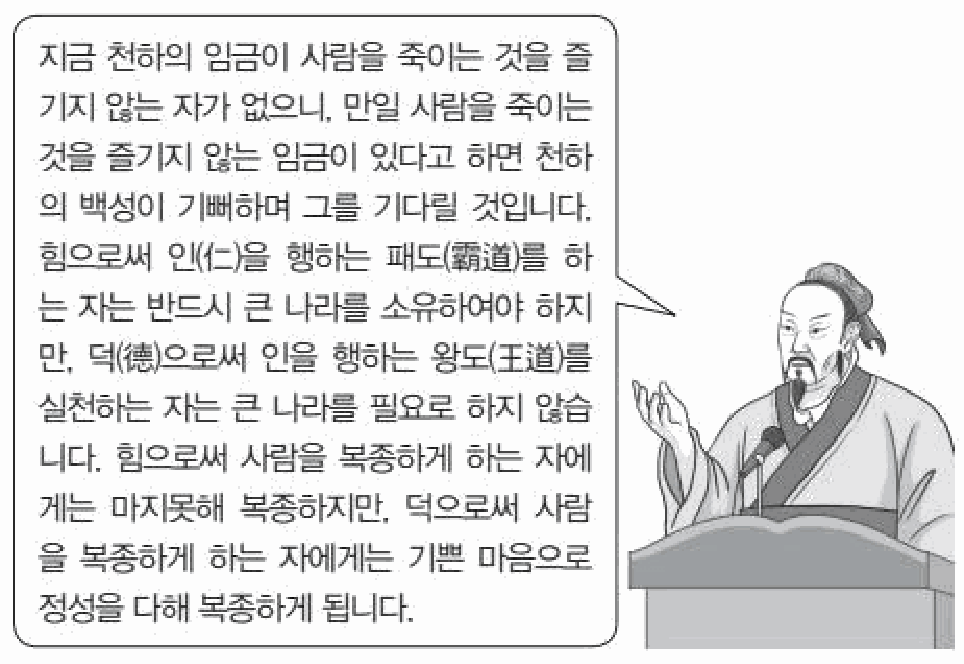 지금 천하의 임금이 사람을 죽이는 것을 즐
기지 않는 자가 없으니, 만일 사람을 죽이는
것을 즐기지 않는 임금이 있다고 하면 천하
의 백성이 기뻐하며 그를 기다릴 것입니다.
힘으로써 인(仁)을 행하는 패도(霸道)를 하
는 자는 반드시 큰 나라를 소유하여야 하지
만, 덕(德)으로써 인을 행하는 왕도(王道)를
실천하는 자는 큰 나라를 필요로 하지 않습
니다. 힘으로써 사람을 복종하게 하는 자에
게는 마지못해 복종하지만, 덕으로써 사람
을 복종하게 하는 자에게는 기쁜 마음으로
정성을 다해 복종하게 됩니다.